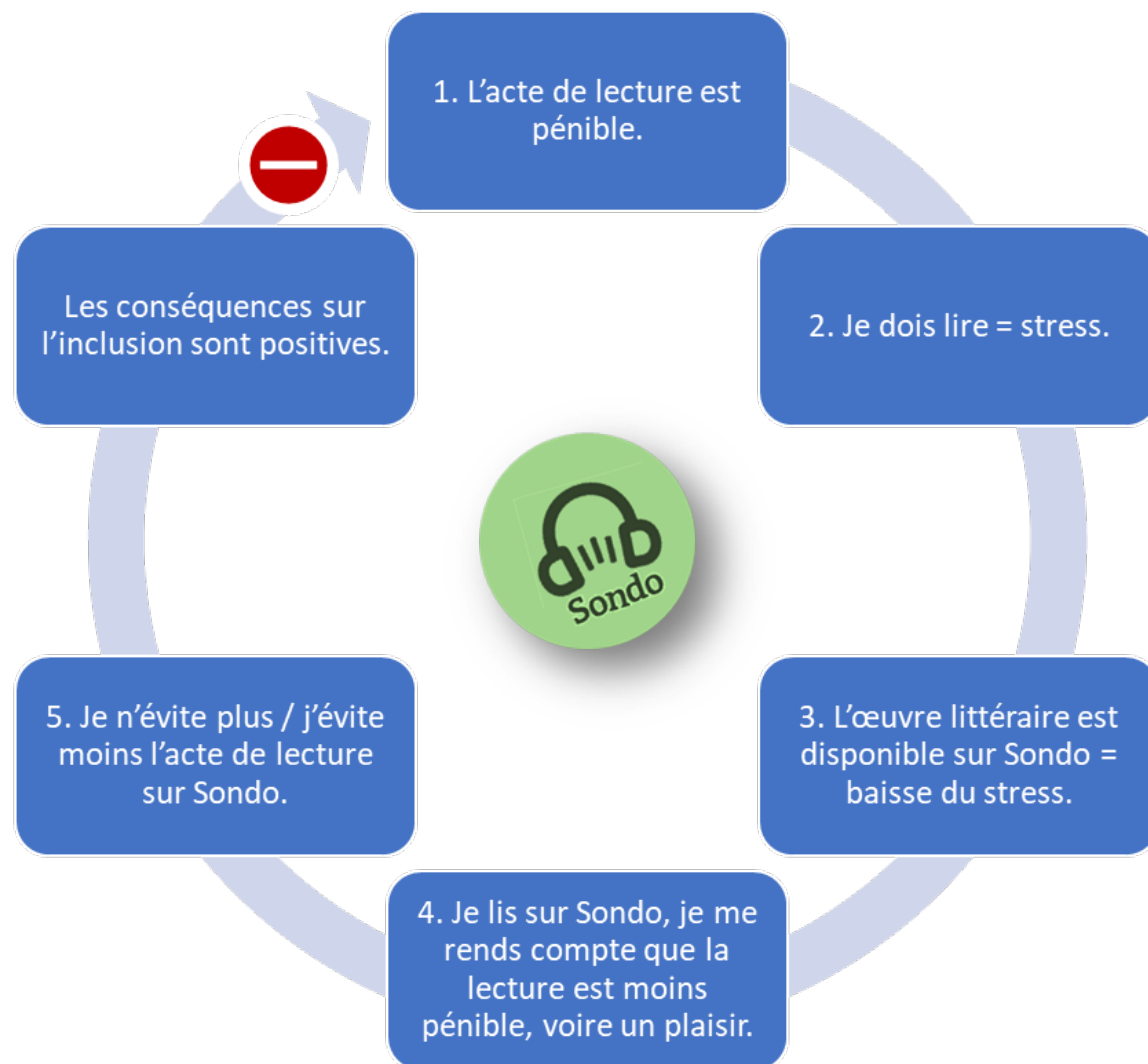 1. L’acte de lecture est
pénible.
2. Je dois lire = stress.
3. L’œuvre littéraire est
disponible sur Sondo =
baisse du stress.
4. Je lis sur Sondo, je me
rends compte que la
lecture est moins
pénible, voire un plaisir.
5. Je n’évite plus / j’évite
moins l’acte de lecture
sur Sondo.
Les conséquences sur
l’inclusion sont positives.
Sondo